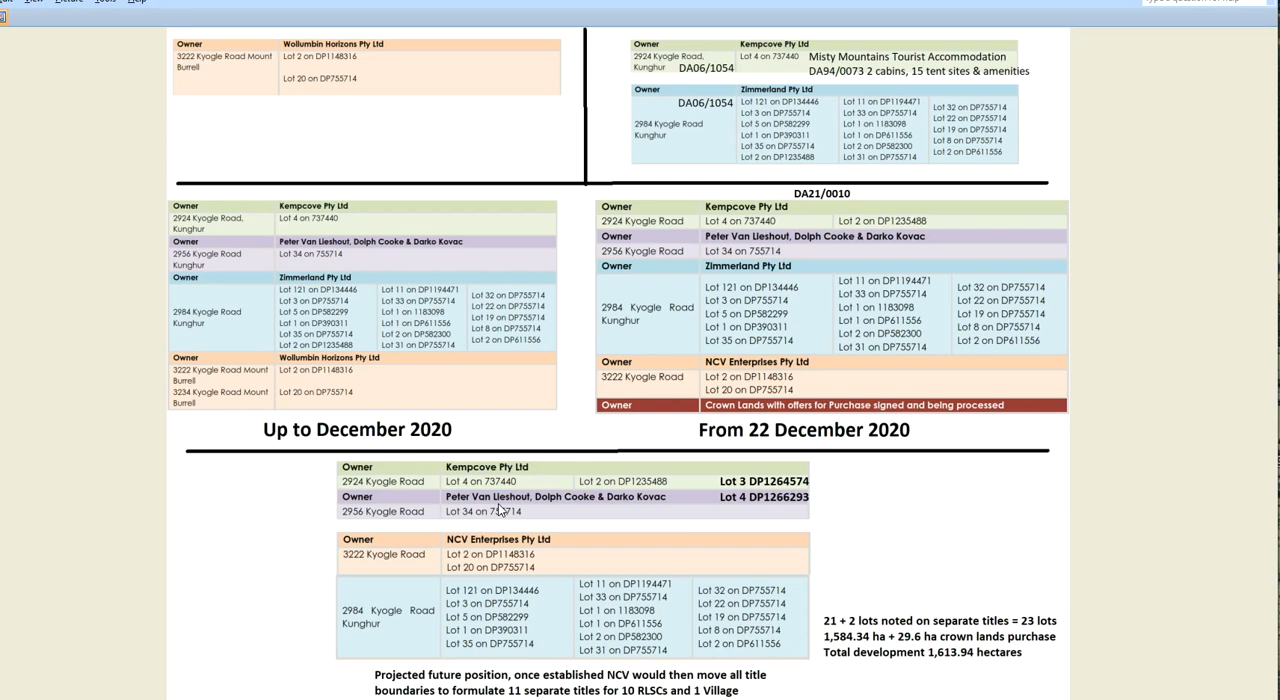 View Picture Tools Help
Type a question for help
Owner Wollumbin Horizons Pty Ltd
3222 Kyogle Road Mount Burrell Lot 2 on DP1148316
Lot 20 on DP755714
Owner Kempcove Pty Ltd
2924 Kyogle Road, Kunghur DA06/1054 Lot 4 on 737440 Misty Mountains Tourist Accommodation
DA94/0073 2 cabins, 15 tent sites & amenities
Owner Zimmerland Pty Ltd
DA06/1054
2984 Kyogle Road Kunghur
Lot 121 on DP134446
Lot 3 on DP755714
Lot 5 on DP582299
Lot 1 on DP390311
Lot 35 on DP755714
Lot 2 on DP1235488
Lot 11 on DP1194471
Lot 33 on DP755714
Lot 1 on 1183098
Lot 1 on DP611556
Lot 2 on DP582300
Lot 31 on DP755714
Lot 32 on DP755714
Lot 22 on DP755714
Lot 19 on DP755714
Lot 8 on DP755714
Lot 2 on DP611556
Owner Kempcove Pty Ltd
2924 Kyogle Road, Kunghur Lot 4 on 737440
Owner Peter Van Lieshout, Dolph Cooke & Darko Kovac
2956 Kyogle Road Kunghur Lot 34 on 755714
Owner Zimmerland Pty Ltd
2984 Kyogle Road Kunghur
Lot 121 on DP134446
Lot 3 on DP755714
Lot 5 on DP582299
Lot 1 on DP390311
Lot 35 on DP755714
Lot 2 on DP1235488
Lot 11 on DP1194471
Lot 33 on DP755714
Lot 1 on 1183098
Lot 1 on DP611556
Lot 2 on DP582300
Lot 31 on DP755714
Lot 32 on DP755714
Lot 22 on DP755714
Lot 19 on DP755714
Lot 8 on DP755714
Lot 2 on DP611556
Owner Wollumbin Horizons Pty Ltd
3222 Kyogle Road Mount Burrell Lot 2 on DP1148316
3234 Kyogle Road Mount Burrell Lot 20 on DP755714
Up to December 2020
DA21/0010
Owner Kempcove Pty Ltd
2924 Kyogle Road Lot 4 on 737440 Lot 2 on DP1235488
Owner Peter Van Lieshout, Dolph Cooke & Darko Kovac
2956 Kyogle Road Lot 34 on 755714
Owner Zimmerland Pty Ltd
2984 Kyogle Road Kunghur
Lot 121 on DP134446
Lot 3 on DP755714
Lot 5 on DP582299
Lot 1 on DP390311
Lot 35 on DP755714
Lot 11 on DP1194471
Lot 33 on DP755714
Lot 1 on 1183098
Lot 1 on DP611556
Lot 2 on DP582300
Lot 31 on DP755714
Lot 32 on DP755714
Lot 22 on DP755714
Lot 19 on DP755714
Lot 8 on DP755714
Lot 2 on DP611556
Owner NCV Enterprises Pty Ltd
3222 Kyogle Road Lot 2 on DP1148316
Lot 20 on DP755714
Owner Crown Lands with offers for Purchase signed and being processed
From 22 December 2020
Owner Kempcove Pty Ltd
2924 Kyogle Road Lot 4 on 737440 Lot 2 on DP1235488 Lot 3 DP1264574
Owner Peter Van Lieshout, Dolph Cooke & Darko Kovac Lot 4 DP1266293
2956 Kyogle Road Lot 34 on
Owner NCV Enterprises Pty Ltd
3222 Kyogle Road Lot 2 on DP1148316
Lot 20 on DP755714
2984 Kyogle Road Kunghur
Lot 121 on DP134446
Lot 3 on DP755714
Lot 5 on DP582299
Lot 1 on DP390311
Lot 35 on DP755714
Lot 11 on DP1194471
Lot 33 on DP755714
Lot 1 on 1183098
Lot 1 on DP611556
Lot 2 on DP582300
Lot 31 on DP755714
Lot 32 on DP755714
Lot 22 on DP755714
Lot 19 on DP755714
Lot 8 on DP755714
Lot 2 on DP611556
21 + 2 lots noted on separate titles = 23 lots
1,584.34 ha + 29.6 ha crown lands purchase
Total development 1,613.94 hectares
Projected future position, once established NCV would then move all title
boundaries to formulate 11 separate titles for 10 RLSCs and 1 Village